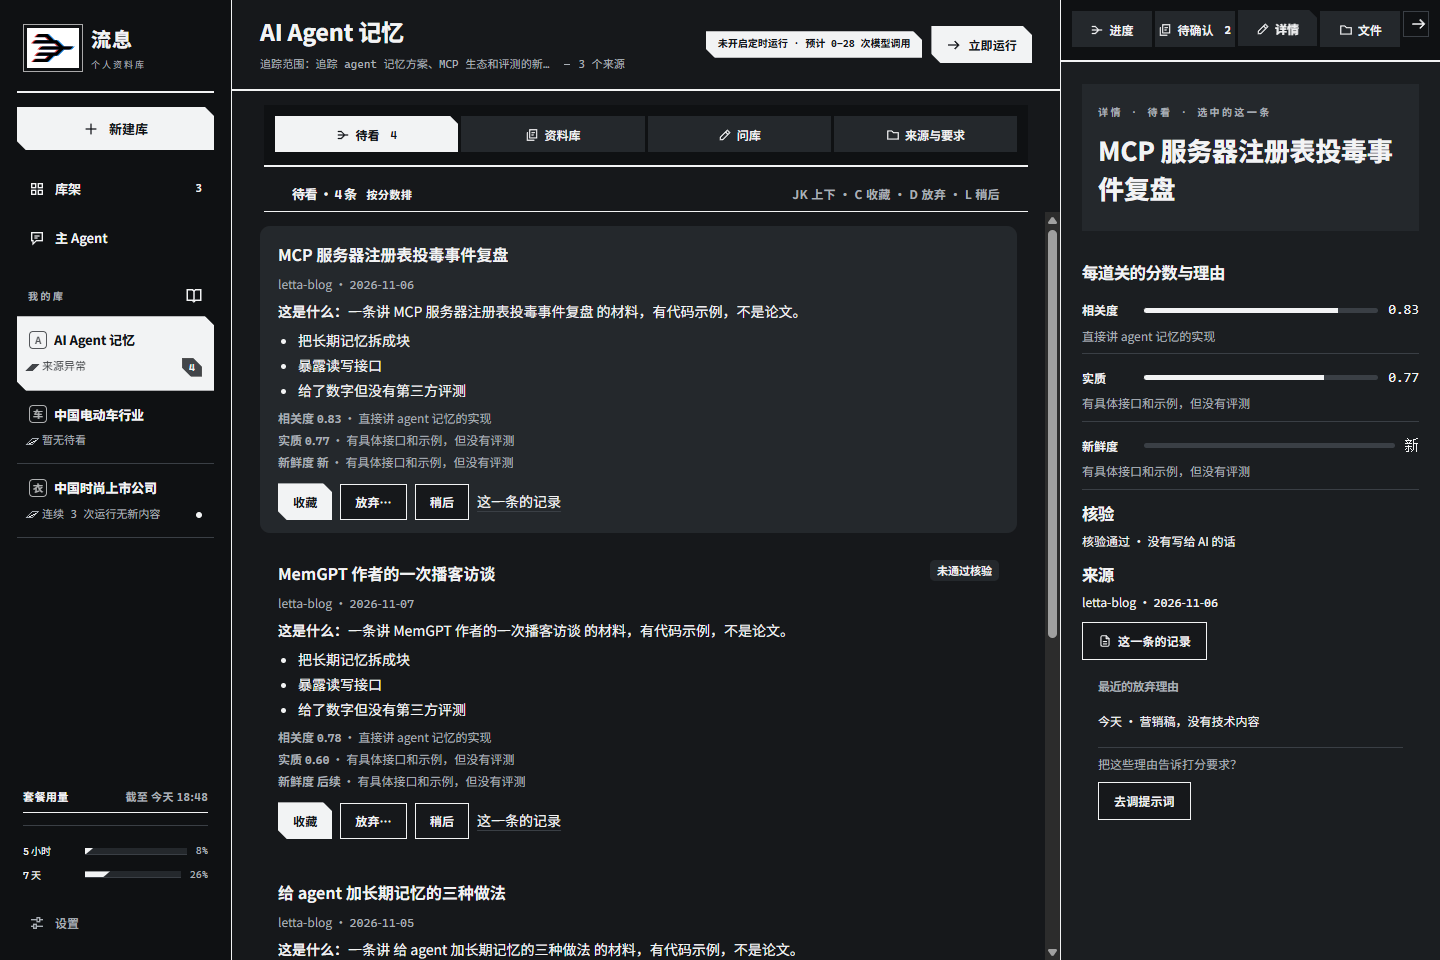 流息
个人资料库
新建库
库架 3
主 Agent
我的库
A AI Agent 记忆
来源异常 4
车 中国电动车行业
暂无待看
衣 中国时尚上市公司
连续 3 次运行无新内容
套餐用量 截至 今天 18:48
5 小时 8%
7 天 26%
设置
AI Agent 记忆
追踪范围：追踪 agent 记忆方案、MCP 生态和评测的新… — 3 个来源
未开启定时运行 · 预计 0–28 次模型调用
立即运行
待看 4
资料库
问库
来源与要求
待看 · 4 条 按分数排
JK 上下 · C 收藏 · D 放弃 · L 稍后
MCP 服务器注册表投毒事件复盘
letta-blog · 2026-11-06
这是什么：一条讲 MCP 服务器注册表投毒事件复盘 的材料，有代码示例，不是论文。
• 把长期记忆拆成块
• 暴露读写接口
• 给了数字但没有第三方评测
相关度 0.83 · 直接讲 agent 记忆的实现
实质 0.77 · 有具体接口和示例，但没有评测
新鲜度 新 · 有具体接口和示例，但没有评测
收藏 放弃… 稍后 这一条的记录
MemGPT 作者的一次播客访谈
未通过核验
letta-blog · 2026-11-07
这是什么：一条讲 MemGPT 作者的一次播客访谈 的材料，有代码示例，不是论文。
• 把长期记忆拆成块
• 暴露读写接口
• 给了数字但没有第三方评测
相关度 0.78 · 直接讲 agent 记忆的实现
实质 0.60 · 有具体接口和示例，但没有评测
新鲜度 后续 · 有具体接口和示例，但没有评测
收藏 放弃… 稍后 这一条的记录
给 agent 加长期记忆的三种做法
letta-blog · 2026-11-05
这是什么：一条讲 给 agent 加长期记忆的三种做法 的材料，有代码示例，不是论文。
进度
待确认 2
详情
文件
详情 · 待看 · 选中的这一条
MCP 服务器注册表投毒事
件复盘
每道关的分数与理由
相关度 0.83
直接讲 agent 记忆的实现
实质 0.77
有具体接口和示例，但没有评测
新鲜度 新
有具体接口和示例，但没有评测
核验
核验通过 · 没有写给 AI 的话
来源
letta-blog · 2026-11-06
这一条的记录
最近的放弃理由
今天 · 营销稿，没有技术内容
把这些理由告诉打分要求？
去调提示词